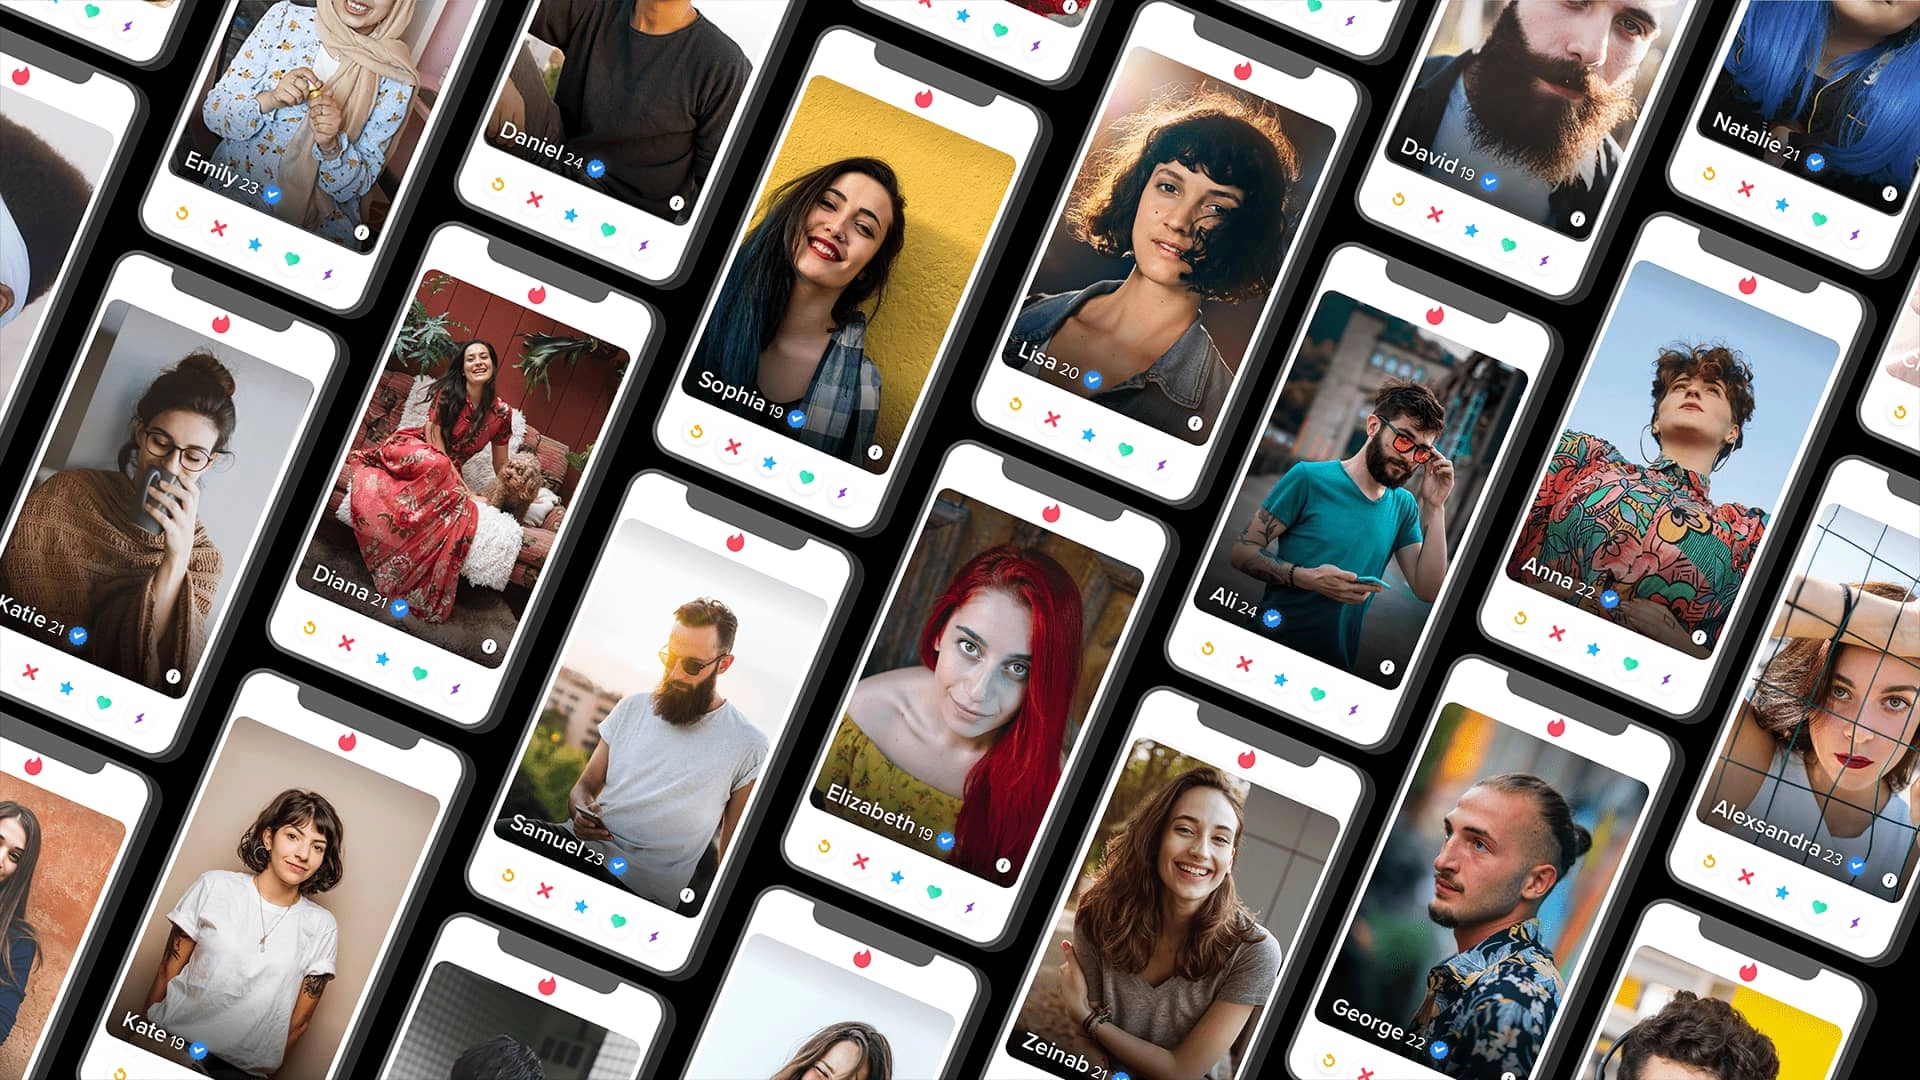 Emily 23
Daniel 24
David 19
Natalie 21
Sophia 19
Lisa 20
Katie 21
Diana 21
Ali 24
Anna 22
Samuel 23
Elizabeth 19
Alexsandra 23
Kate 19
Zeinab 21
George 22